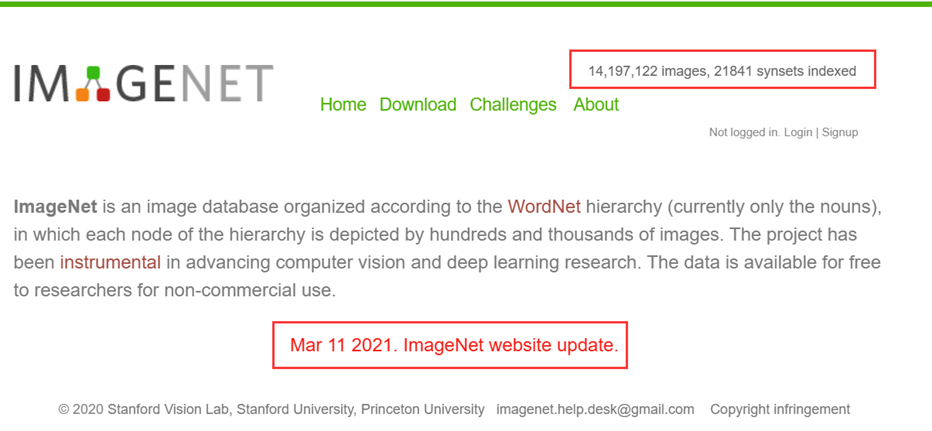 IMAGENET
14,197,122 images, 21841 synsets indexed
Home Download Challenges About
Not logged in. Login | Signup
ImageNet is an image database organized according to the WordNet hierarchy (currently only the nouns),
in which each node of the hierarchy is depicted by hundreds and thousands of images. The project has
been instrumental in advancing computer vision and deep learning research. The data is available for free
to researchers for non-commercial use.
Mar 11 2021. ImageNet website update.
© 2020 Stanford Vision Lab, Stanford University, Princeton University imagenet.help.desk@gmail.com Copyright infringement